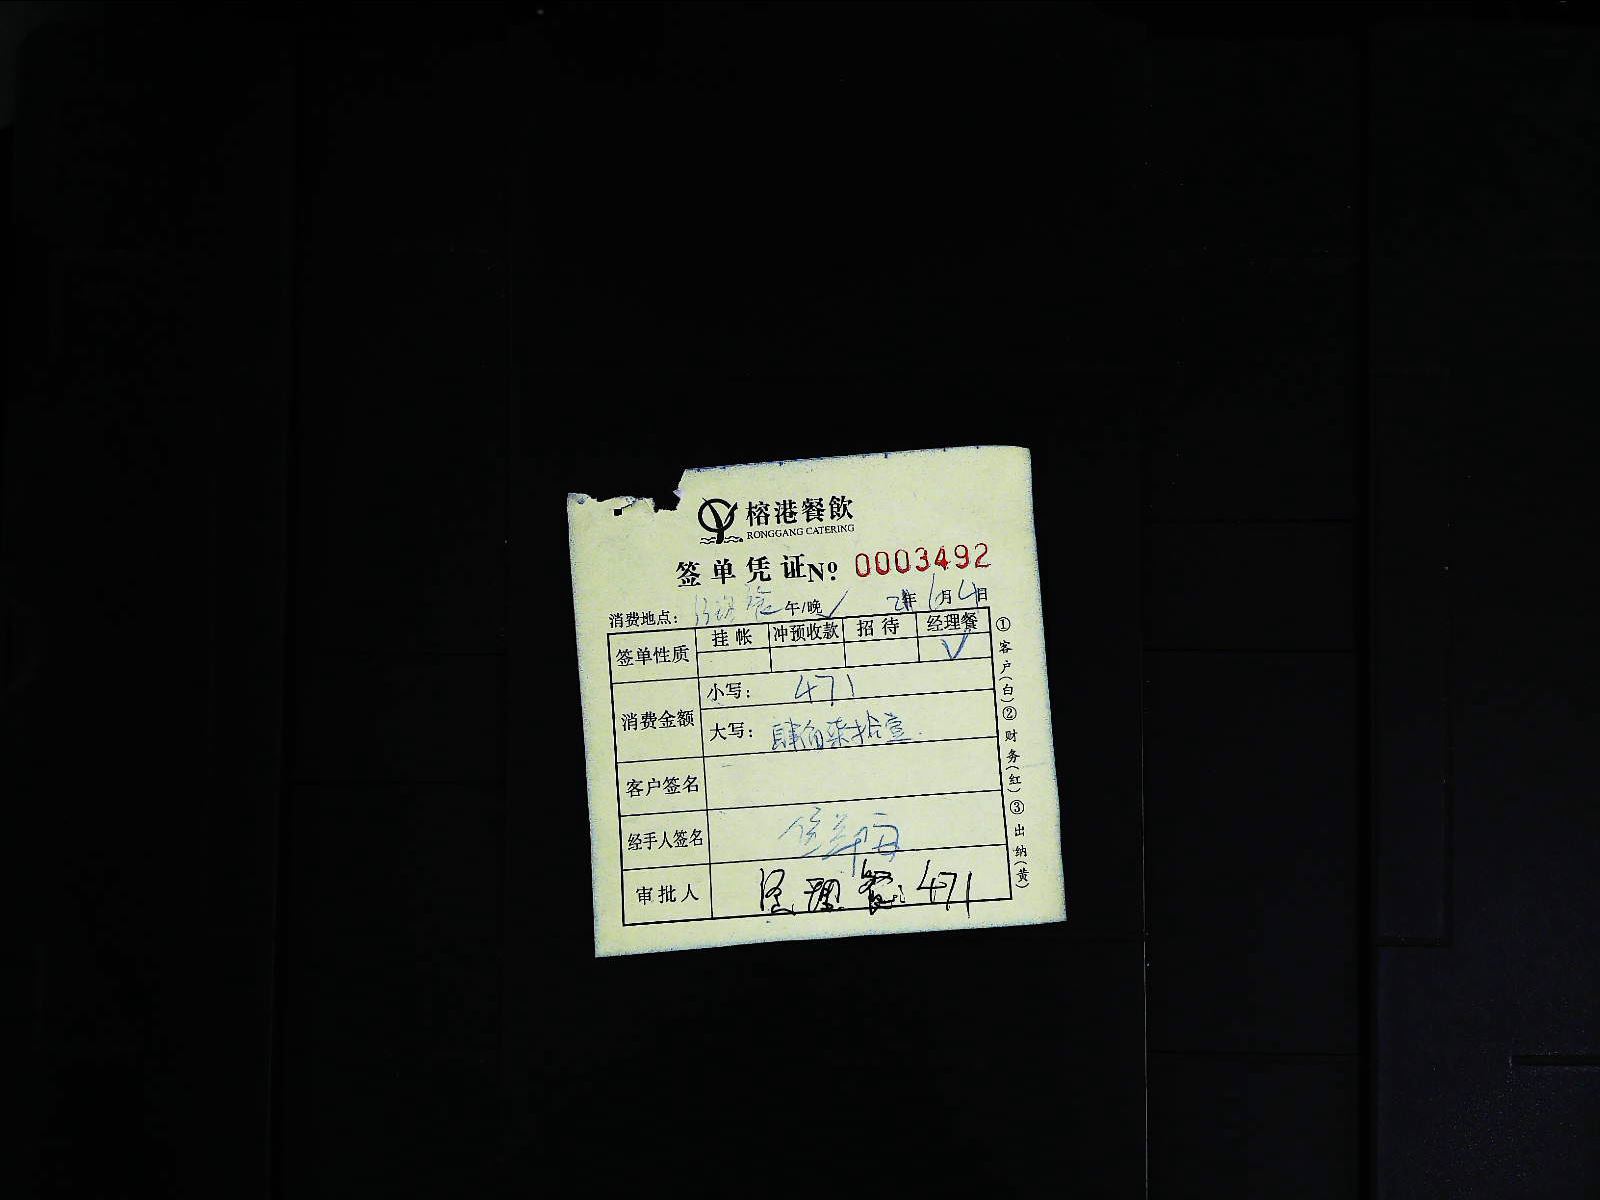 榕港餐飲
RONGGANG CATERING
签单凭证 No. 0003492
消费地点： 午/晚√ 21年6月4日
签单性质 挂帐 冲预收款 招待 经理餐
√
消费金额 小写： 471
大写： 肆佰柒拾壹
客户签名
经手人签名
审批人 经理餐：471
①客户(白)②财务(红)③出纳(黄)